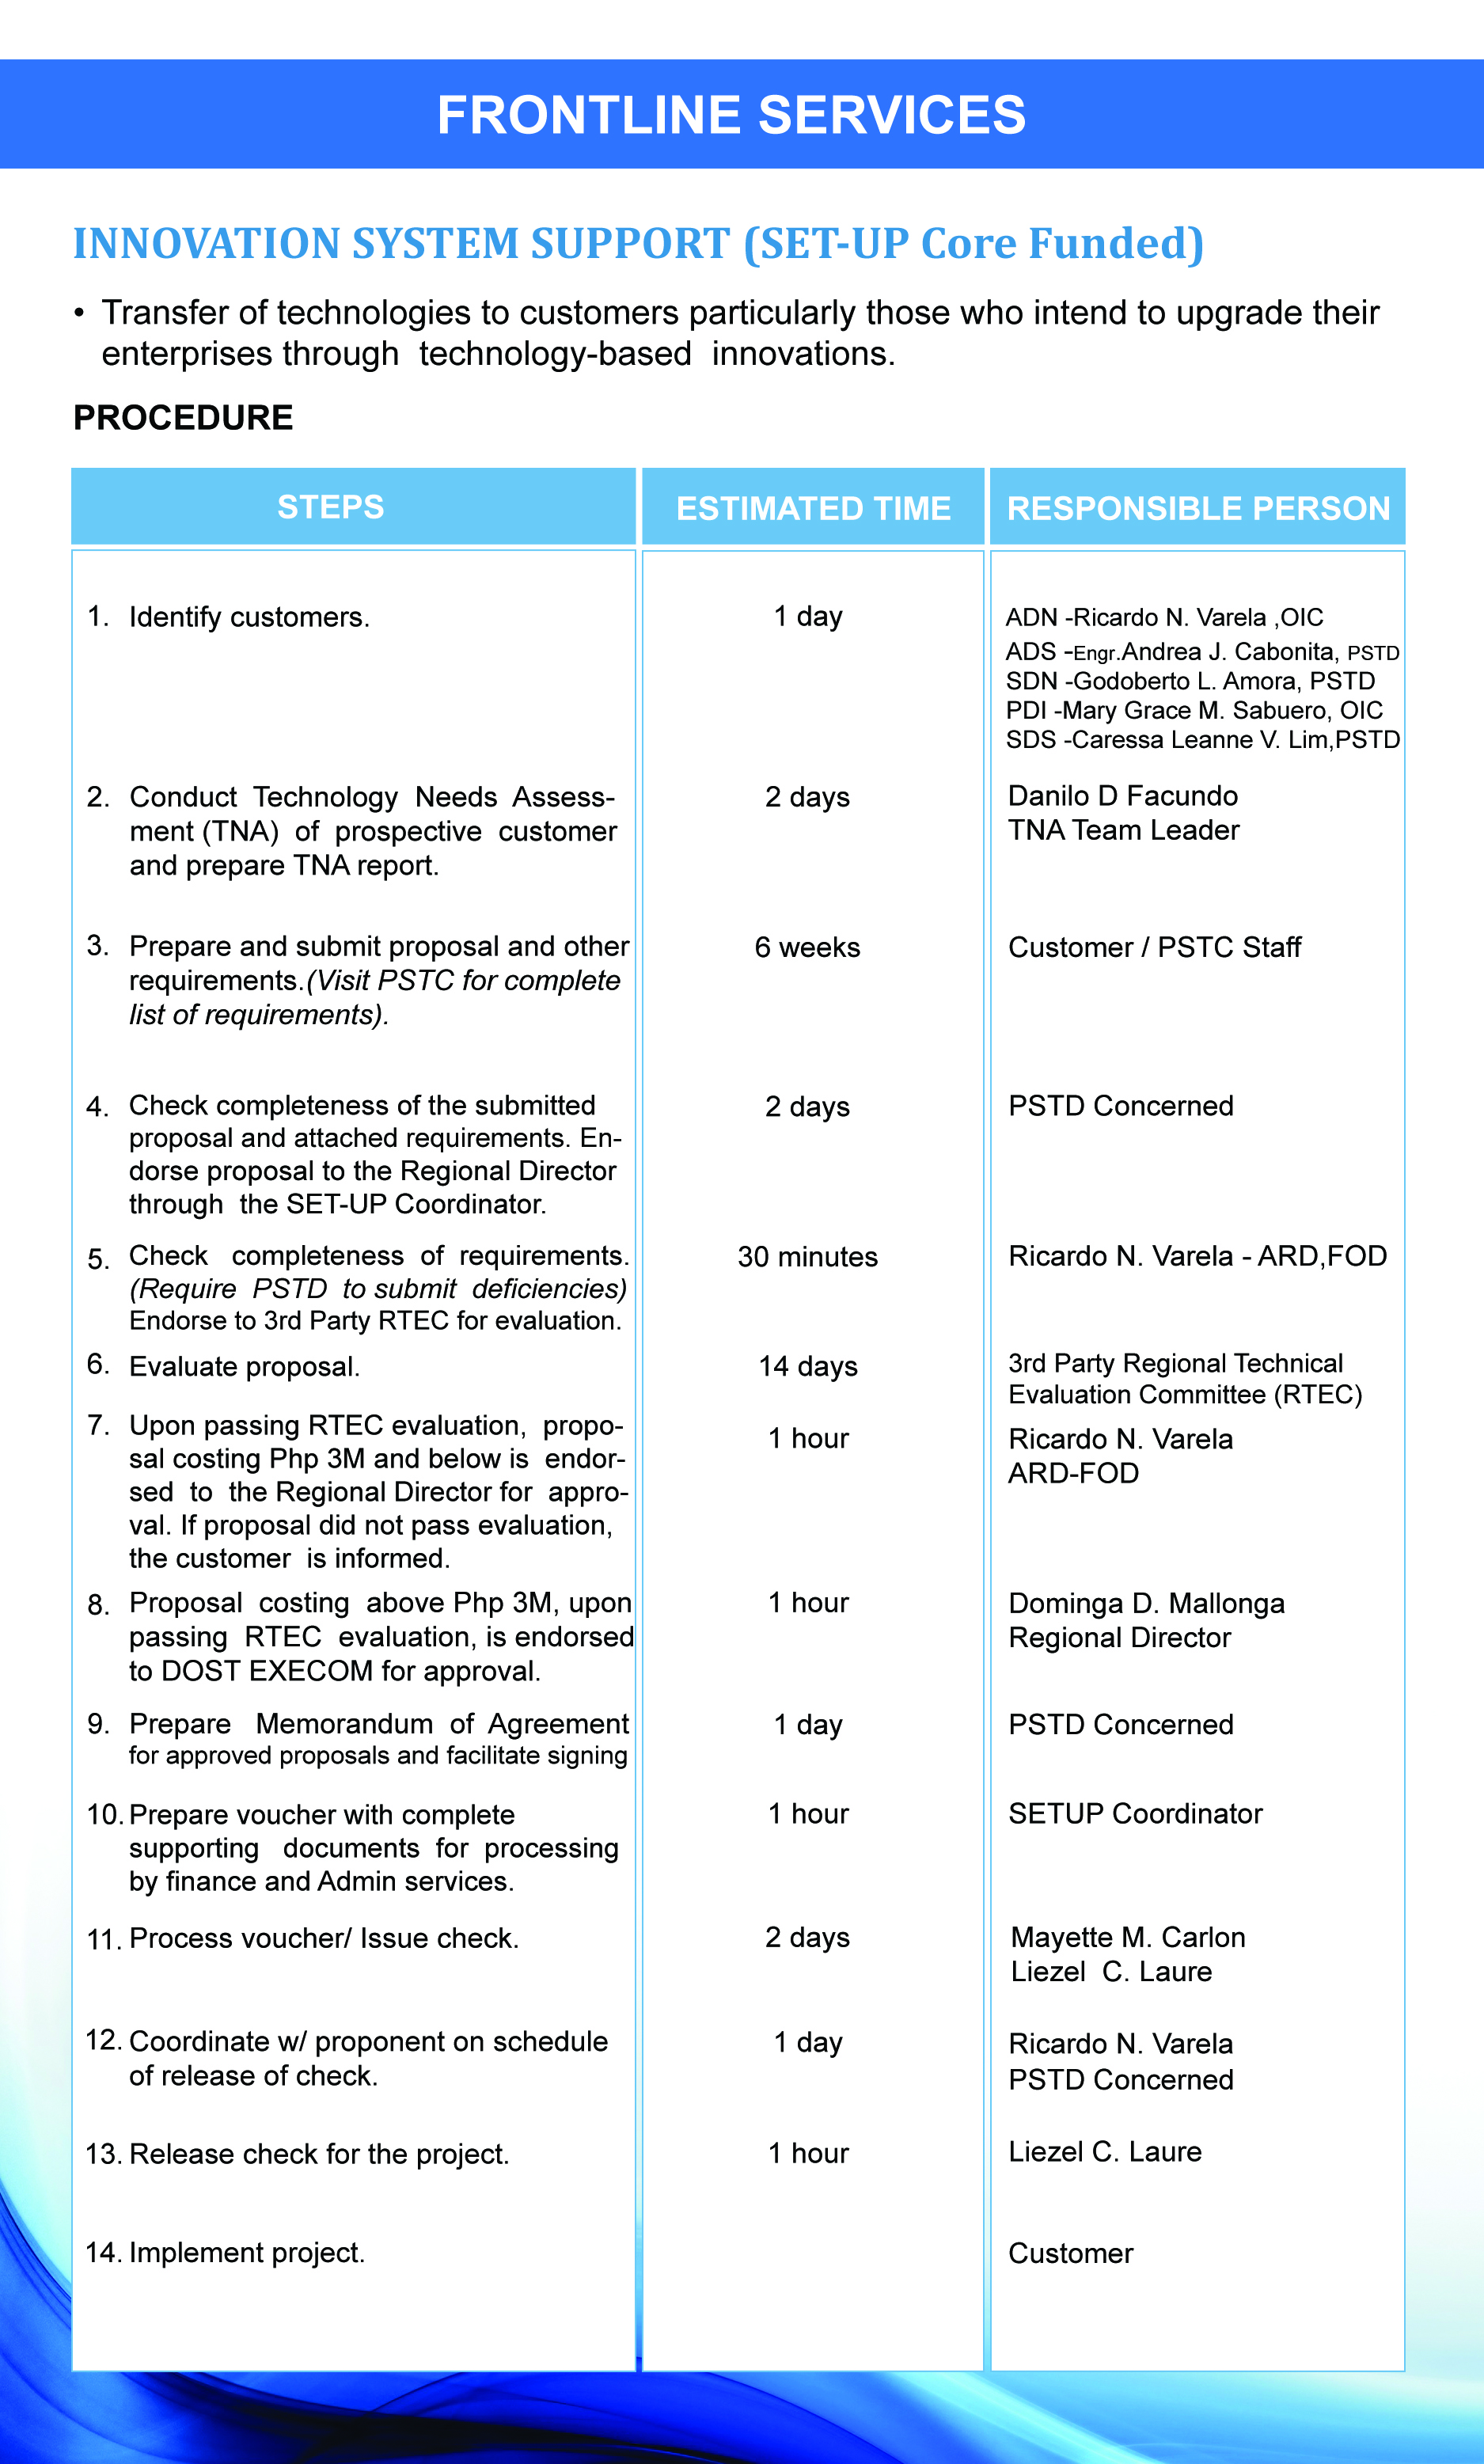 FRONTLINE SERVICES
INNOVATION SYSTEM SUPPORT (SET-UP Core Funded)
• Transfer of technologies to customers particularly those who intend to upgrade their
enterprises through technology-based innovations.
PROCEDURE
STEPS ESTIMATED TIME RESPONSIBLE PERSON
1. Identify customers. 1 day ADN -Ricardo N. Varela ,OIC
ADS -Engr.Andrea J. Cabonita, PSTD
SDN -Godoberto L. Amora, PSTD
PDI -Mary Grace M. Sabuero, OIC
SDS -Caressa Leanne V. Lim,PSTD
2. Conduct Technology Needs Assess- 2 days Danilo D Facundo
ment (TNA) of prospective customer TNA Team Leader
and prepare TNA report.
3. Prepare and submit proposal and other 6 weeks Customer / PSTC Staff
requirements.(Visit PSTC for complete
list of requirements).
4. Check completeness of the submitted 2 days PSTD Concerned
proposal and attached requirements. En-
dorse proposal to the Regional Director
through the SET-UP Coordinator.
5. Check completeness of requirements. 30 minutes Ricardo N. Varela - ARD,FOD
(Require PSTD to submit deficiencies)
Endorse to 3rd Party RTEC for evaluation.
6. Evaluate proposal. 14 days 3rd Party Regional Technical
Evaluation Committee (RTEC)
7. Upon passing RTEC evaluation, propo- 1 hour Ricardo N. Varela
sal costing Php 3M and below is endor- ARD-FOD
sed to the Regional Director for appro-
val. If proposal did not pass evaluation,
the customer is informed.
8. Proposal costing above Php 3M, upon 1 hour Dominga D. Mallonga
passing RTEC evaluation, is endorsed Regional Director
to DOST EXECOM for approval.
9. Prepare Memorandum of Agreement 1 day PSTD Concerned
for approved proposals and facilitate signing
10. Prepare voucher with complete 1 hour SETUP Coordinator
supporting documents for processing
by finance and Admin services.
11. Process voucher/ Issue check. 2 days Mayette M. Carlon
Liezel C. Laure
12. Coordinate w/ proponent on schedule 1 day Ricardo N. Varela
of release of check. PSTD Concerned
13. Release check for the project. 1 hour Liezel C. Laure
14. Implement project. Customer